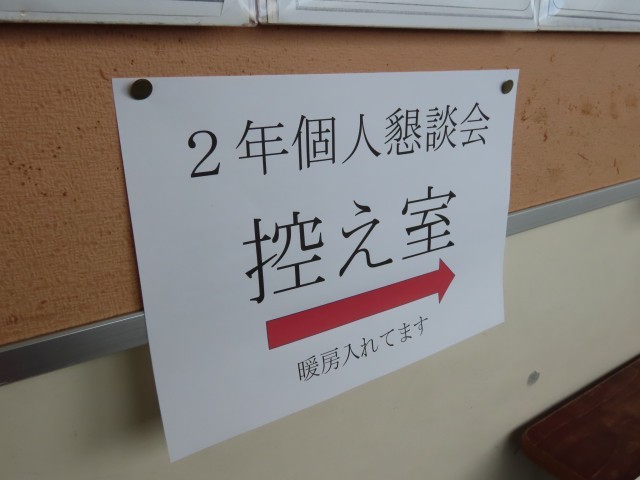 ２年個人懇談会
控え室
暖房入れてます